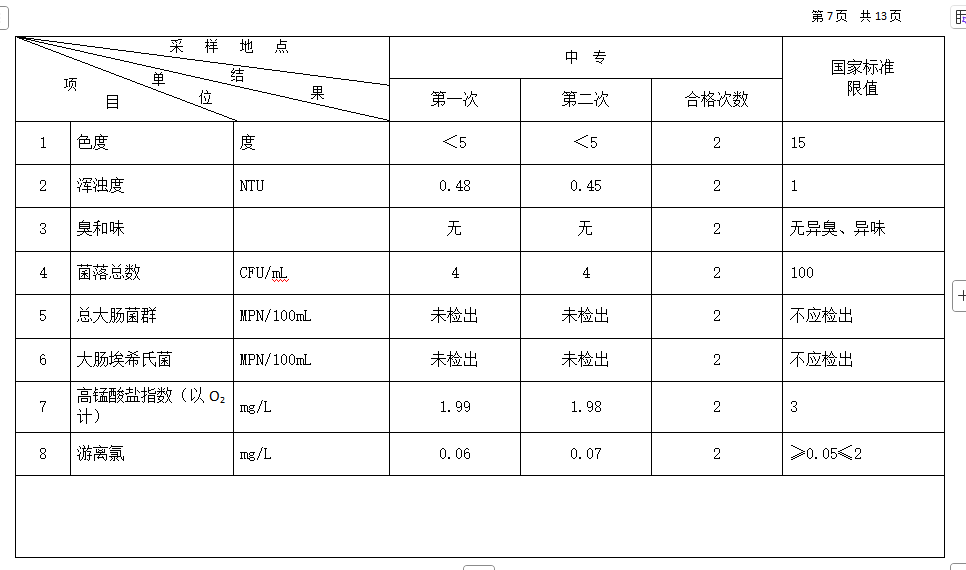 第 7 页 共 13 页
采 样 地 点
结 果
单 位
项 目
中 专
国家标准
限值
第一次 第二次 合格次数
1 色度 度 <5 <5 2 15
2 浑浊度 NTU 0.48 0.45 2 1
3 臭和味 无 无 2 无异臭、异味
4 菌落总数 CFU/mL 4 4 2 100
5 总大肠菌群 MPN/100mL 未检出 未检出 2 不应检出
6 大肠埃希氏菌 MPN/100mL 未检出 未检出 2 不应检出
7 高锰酸盐指数（以 O₂
计） mg/L 1.99 1.98 2 3
8 游离氯 mg/L 0.06 0.07 2 ≥0.05≤2